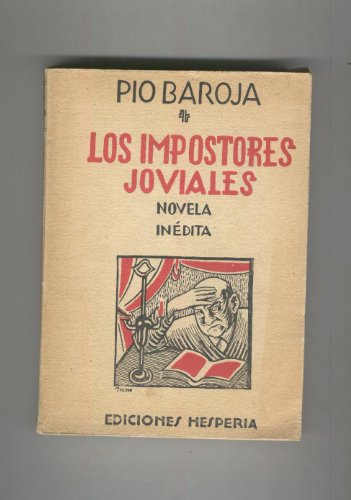 PIO BAROJA
LOS IMPOSTORES
JOVIALES
NOVELA
INÉDITA
EDICIONES HESPERIA